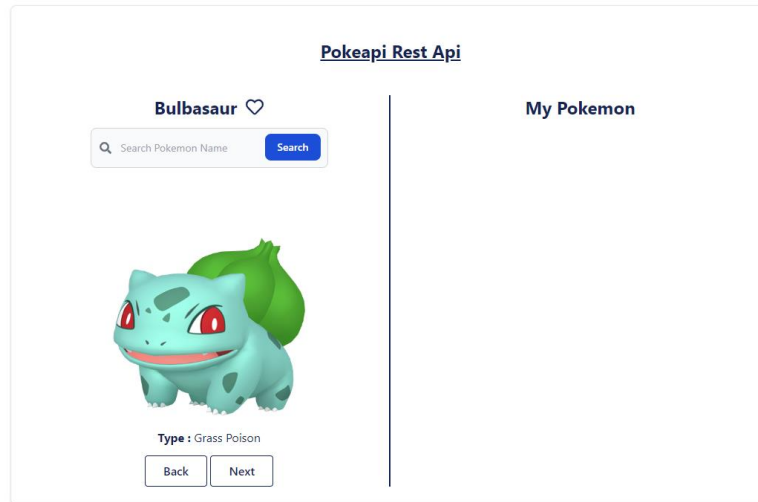 Pokeapi Rest Api
Bulbasaur
Search Pokemon Name
Search
Type : Grass Poison
Back
Next
My Pokemon